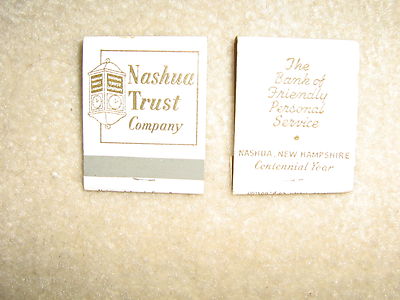 Nashua
Trust
Company
The
Bank of
Friendly
Personal
Service
NASHUA, NEW HAMPSHIRE
Centennial Year